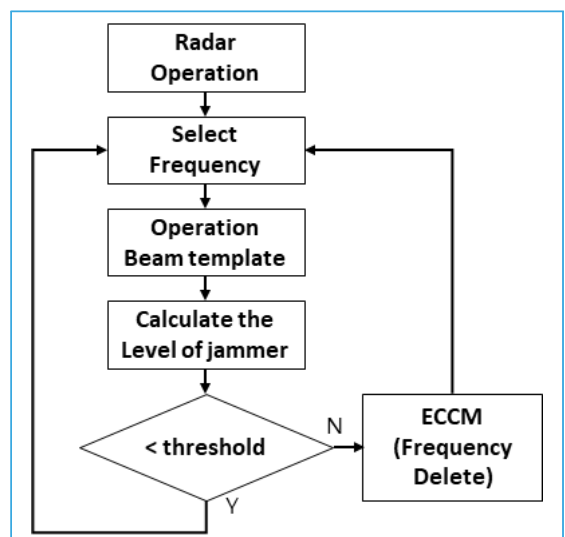 Radar
Operation
Select
Frequency
Operation
Beam template
Calculate the
Level of jammer
< threshold
N
ECCM
(Frequency
Delete)
Y